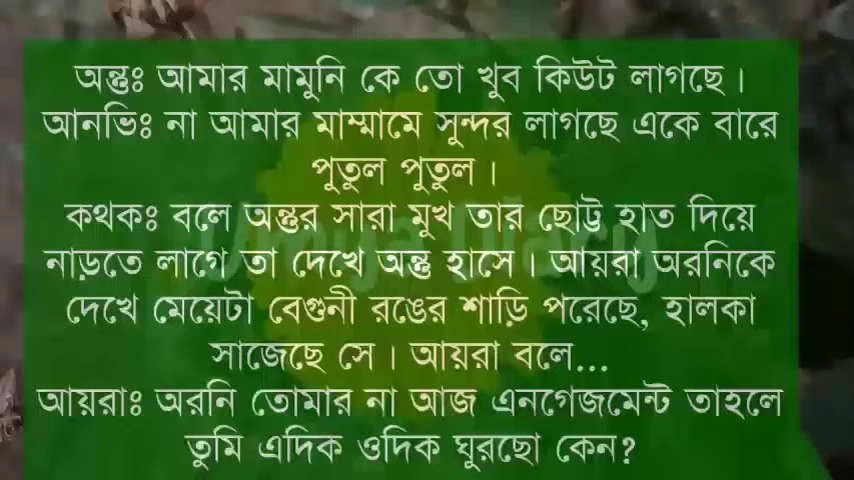 অন্তুঃ আমার মামুনি কে তো খুব কিউট লাগছে।
আনভিঃ না আমার মাম্মামে সুন্দর লাগছে একে বারে
পুতুল পুতুল।
কথকঃ বলে অন্তুর সারা মুখ তার ছোট্ট হাত দিয়ে
নাড়তে লাগে তা দেখে অন্তু হাসে। আয়রা অরনিকে
দেখে মেয়েটা বেগুনী রঙের শাড়ি পরেছে, হালকা
সাজেছে সে। আয়রা বলে...
আয়রাঃ অরনি তোমার না আজ এনগেজমেন্ট তাহলে
তুমি এদিক ওদিক ঘুরছো কেন?